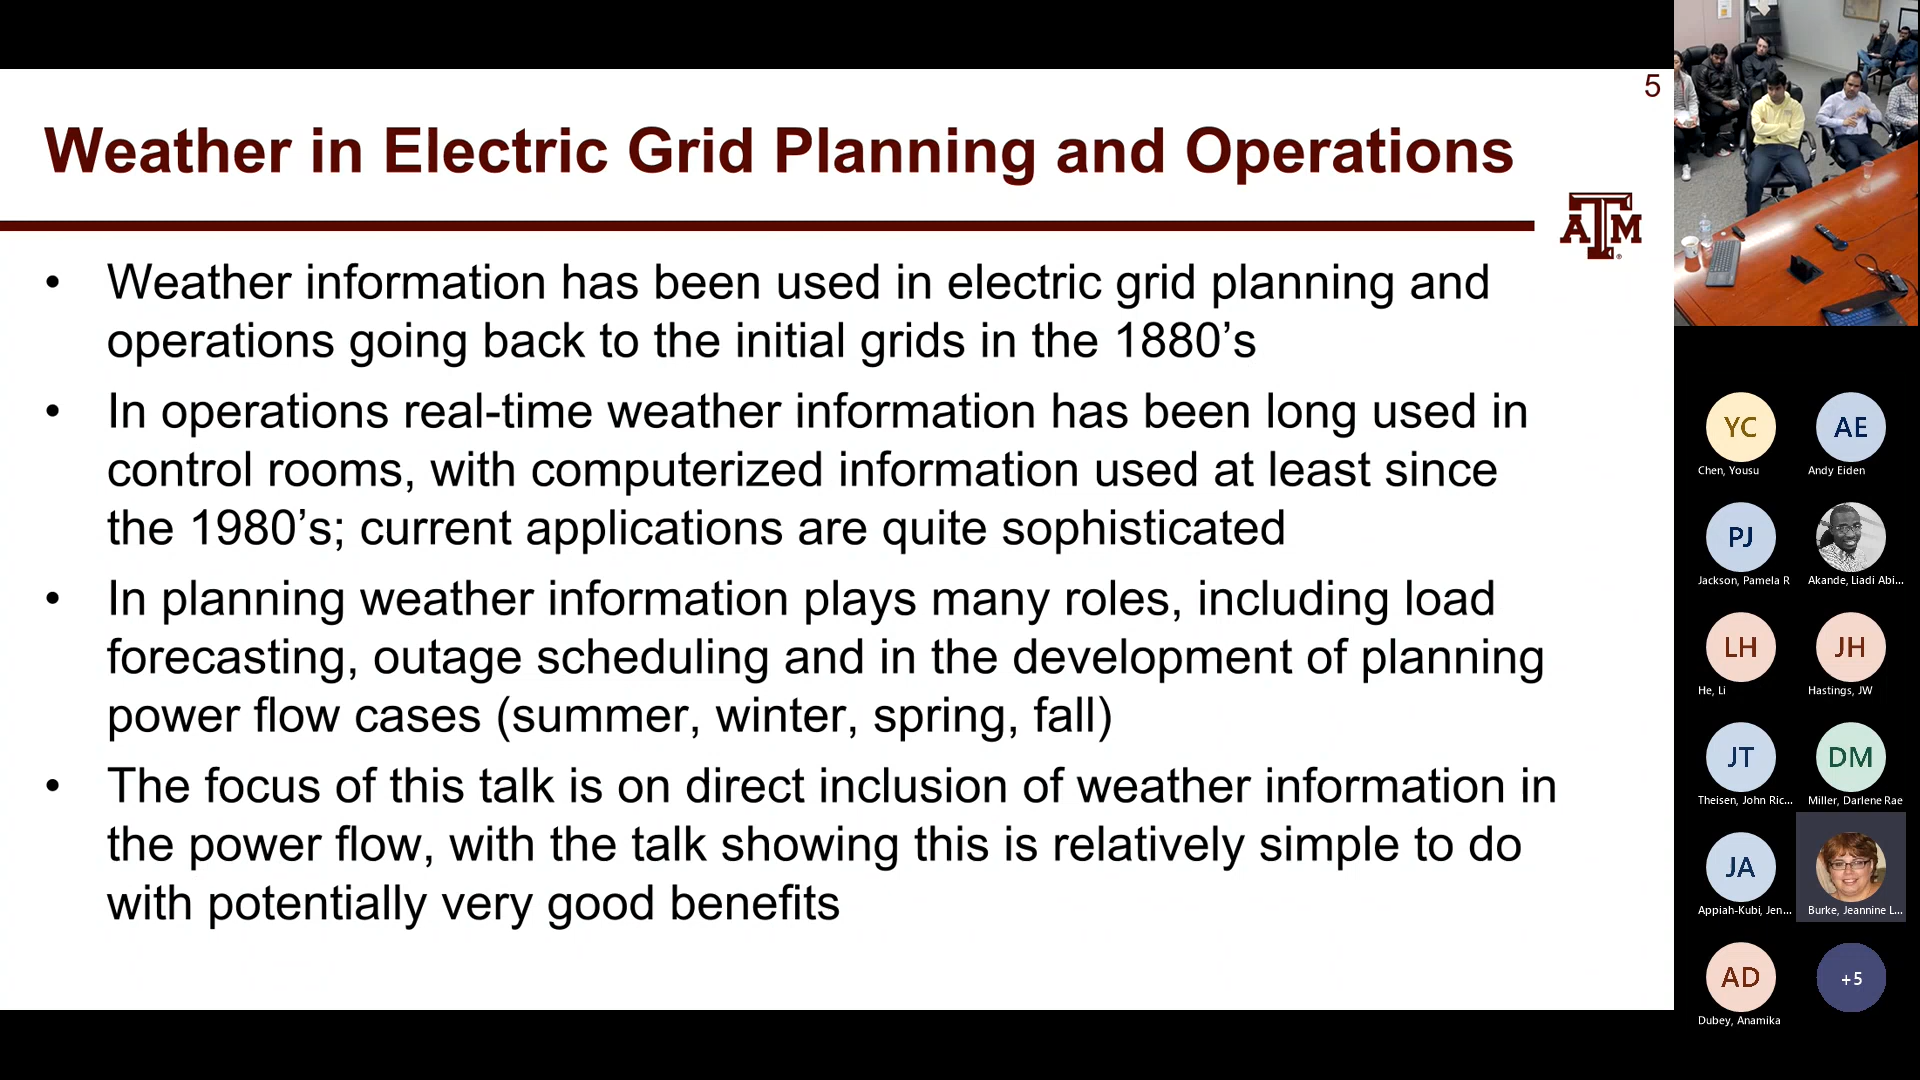 5
Weather in Electric Grid Planning and Operations
ATM
• Weather information has been used in electric grid planning and
operations going back to the initial grids in the 1880’s
• In operations real-time weather information has been long used in
control rooms, with computerized information used at least since
the 1980’s; current applications are quite sophisticated
• In planning weather information plays many roles, including load
forecasting, outage scheduling and in the development of planning
power flow cases (summer, winter, spring, fall)
• The focus of this talk is on direct inclusion of weather information in
the power flow, with the talk showing this is relatively simple to do
with potentially very good benefits
YC
Chen, Yousu
AE
Andy Eiden
PJ
Jackson, Pamela R
Akande, Liadi Abi...
LH
He, Li
JH
Hastings, JW
JT
Theisen, John Ric...
DM
Miller, Darlene Rae
JA
Appiah-Kubi, Jen...
Burke, Jeannine L...
AD
Dubey, Anamika
+5